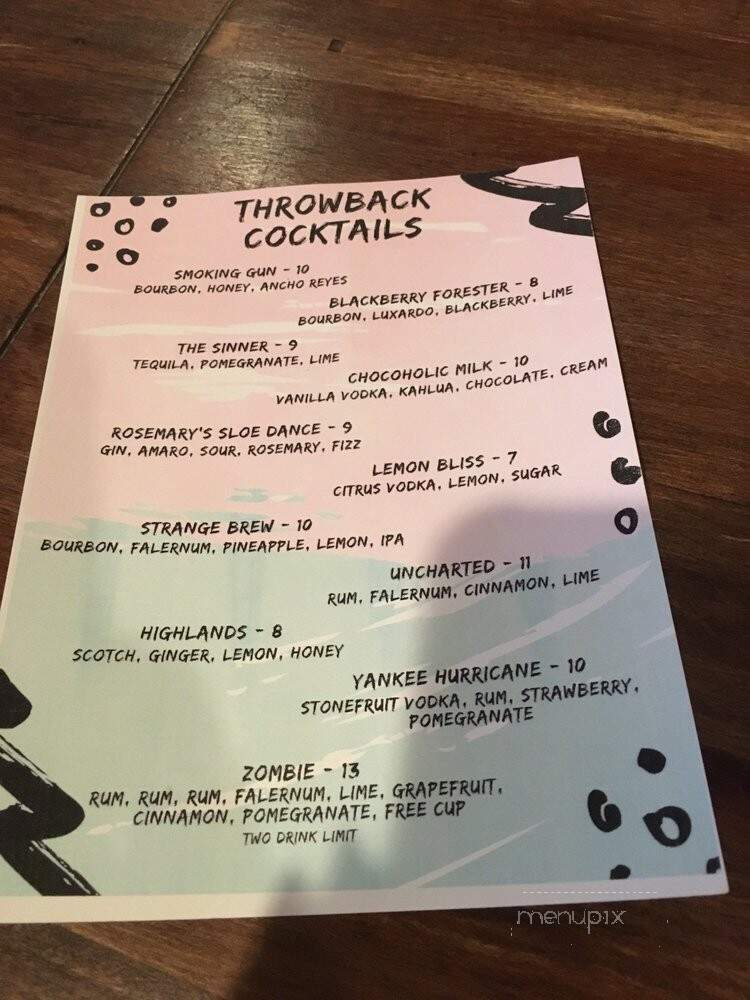 THROWBACK
COCKTAILS
SMOKING GUN - 10
BOURBON, HONEY, ANCHO REYES
BLACKBERRY FORESTER - 8
BOURBON, LUXARDO, BLACKBERRY, LIME
THE SINNER - 9
TEQUILA, POMEGRANATE, LIME
CHOCOHOLIC MILK - 10
VANILLA VODKA, KAHLUA, CHOCOLATE, CREAM
ROSEMARY'S SLOE DANCE - 9
GIN, AMARO, SOUR, ROSEMARY, FIZZ
LEMON BLISS - 7
CITRUS VODKA, LEMON, SUGAR
STRANGE BREW - 10
BOURBON, FALERNUM, PINEAPPLE, LEMON, IPA
UNCHARTED - 11
RUM, FALERNUM, CINNAMON, LIME
HIGHLANDS - 8
SCOTCH, GINGER, LEMON, HONEY
YANKEE HURRICANE - 10
STONEFRUIT VODKA, RUM, STRAWBERRY,
POMEGRANATE
ZOMBIE - 13
RUM, RUM, RUM, FALERNUM, LIME, GRAPEFRUIT,
CINNAMON, POMEGRANATE, FREE CUP
TWO DRINK LIMIT
menupix